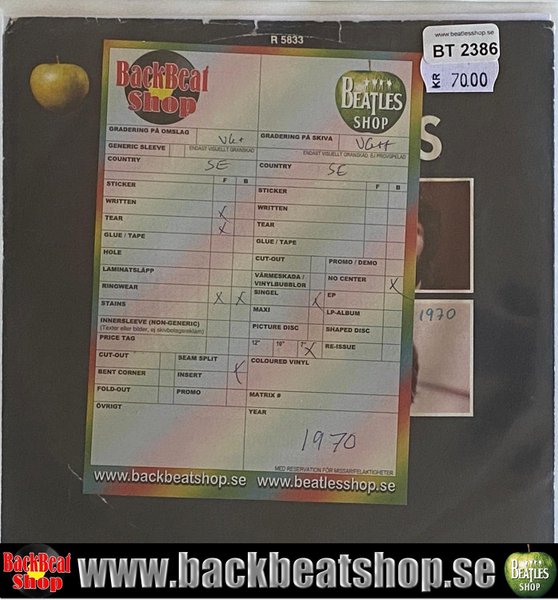 R 5833
www.beatlesshop.se
BT 2386
KR 70.00
S
1970
BackBeat
Shop
BEATLES
SHOP
GRADERING PÅ OMSLAG VG+
ENDAST VISUELLT GRANSKAD
GENERIC SLEEVE
COUNTRY SE
F B
STICKER
WRITTEN X
TEAR X
GLUE / TAPE
HOLE
LAMINATSLÄPP
RINGWEAR
STAINS X X
INNERSLEEVE (NON-GENERIC)
(Texter eller bilder, ej skivbolagsreklam)
PRICE TAG
CUT-OUT SEAM SPLIT
BENT CORNER INSERT X
FOLD-OUT PROMO
ÖVRIGT
GRADERING PÅ SKIVA VG++
ENDAST VISUELLT GRANSKAD, EJ PROVSPELAD
COUNTRY SE
F B
STICKER
WRITTEN
TEAR
GLUE / TAPE
CUT-OUT PROMO / DEMO
VÄRMESKADA / VINYLBUBBLOR NO CENTER X
SINGEL X EP
MAXI LP-ALBUM
PICTURE DISC SHAPED DISC
12" 10" 7" X RE-ISSUE
COLOURED VINYL
MATRIX #
YEAR
1970
MED RESERVATION FÖR MISSAR/FELAKTIGHETER
www.backbeatshop.se www.beatlesshop.se
BackBeat
Shop
www.backbeatshop.se
BEATLES
SHOP